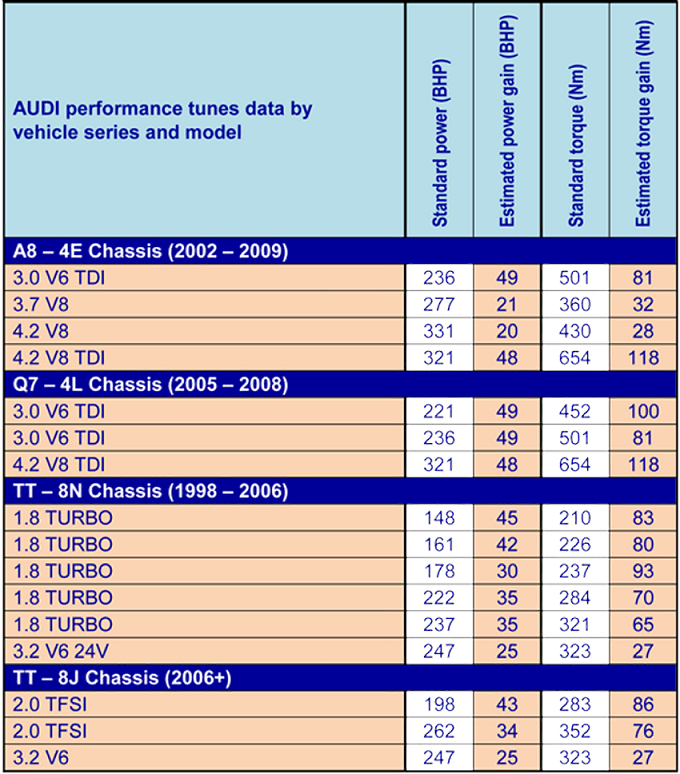 AUDI performance tunes data by
vehicle series and model
Standard power (BHP)
Estimated power gain (BHP)
Standard torque (Nm)
Estimated torque gain (Nm)
A8 – 4E Chassis (2002 – 2009)
3.0 V6 TDI 236 49 501 81
3.7 V8 277 21 360 32
4.2 V8 331 20 430 28
4.2 V8 TDI 321 48 654 118
Q7 – 4L Chassis (2005 – 2008)
3.0 V6 TDI 221 49 452 100
3.0 V6 TDI 236 49 501 81
4.2 V8 TDI 321 48 654 118
TT – 8N Chassis (1998 – 2006)
1.8 TURBO 148 45 210 83
1.8 TURBO 161 42 226 80
1.8 TURBO 178 30 237 93
1.8 TURBO 222 35 284 70
1.8 TURBO 237 35 321 65
3.2 V6 24V 247 25 323 27
TT – 8J Chassis (2006+)
2.0 TFSI 198 43 283 86
2.0 TFSI 262 34 352 76
3.2 V6 247 25 323 27